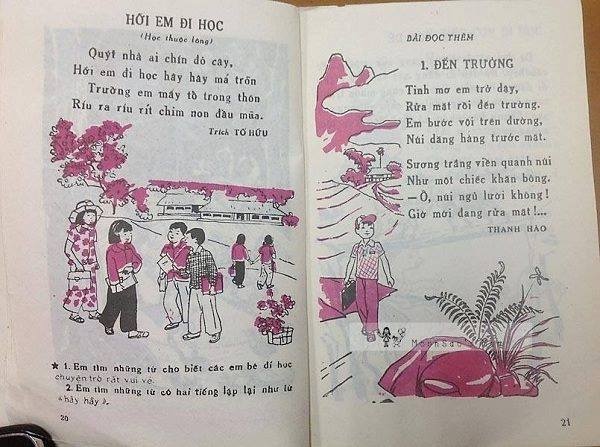 HỠI EM ĐI HỌC
(Học thuộc lòng)
Quýt nhà ai chín đỏ cây,
Hỡi em đi học hây hây má tròn
Trường em mấy tổ trong thôn
Ríu ra ríu rít chim non đầu mùa.
Trích TỐ HỮU
★ 1. Em tìm những từ cho biết các em bé đi học
chuyện trò rất vui vẻ.
2. Em tìm những từ có hai tiếng lặp lại như từ
«hây hây».
20
BÀI ĐỌC THÊM
1. ĐẾN TRƯỜNG
Tinh mơ em trở dậy,
Rửa mặt rồi đến trường.
Em bước vội trên đường,
Núi dăng hàng trước mặt.
Sương trắng viền quanh núi
Như một chiếc khăn bông.
—Ồ, núi ngủ lười không!
Giờ mới đang rửa mặt!...
THANH HÀO
21